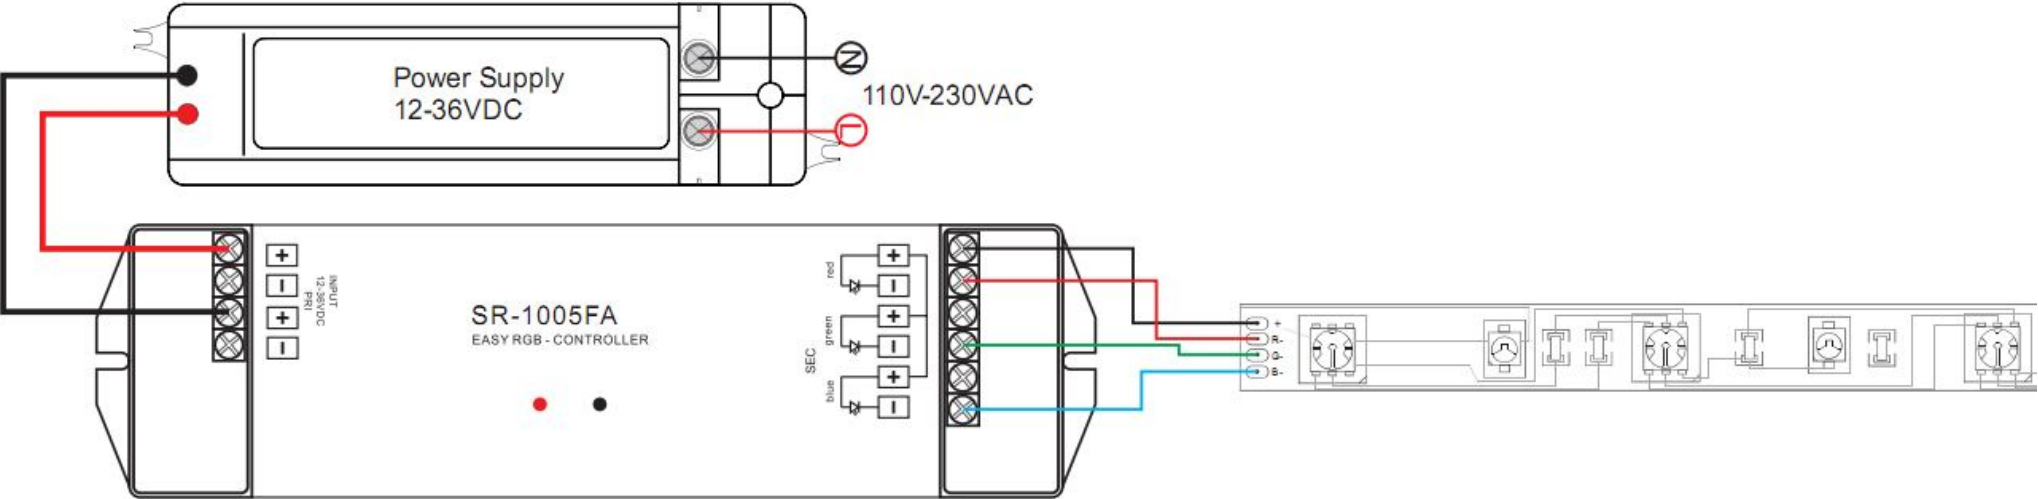 Power Supply
12-36VDC
N
110V-230VAC
L
+
-
+
-
INPUT
12-36VDC
PRI
SR-1005FA
EASY RGB - CONTROLLER
red
green
blue
SEC
+
-
+
-
+
-
+
R-
G-
B-